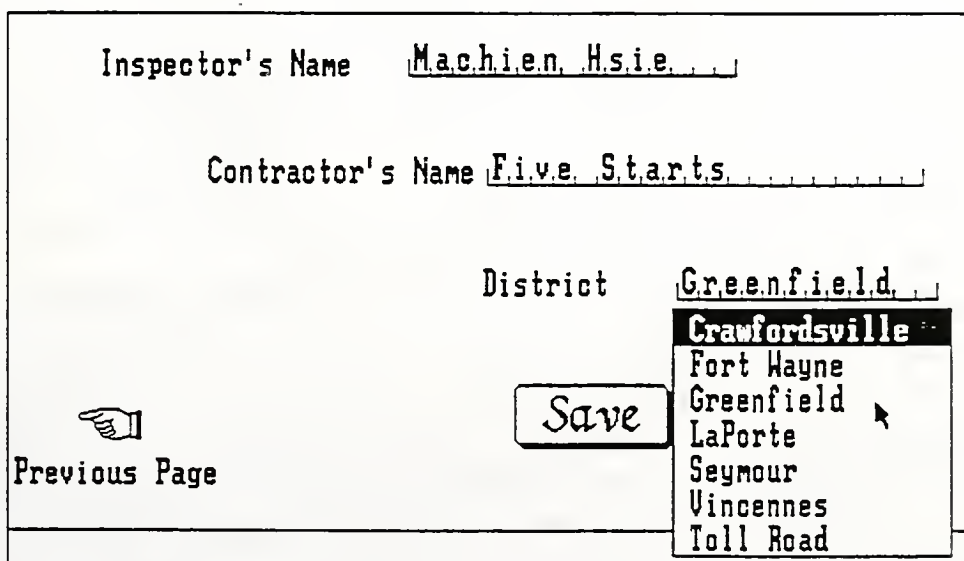 Inspector's Name Machien Hsie
Contractor's Name Five Starts
District Greenfield
Crawfordsville
Fort Wayne
Greenfield
Save
LaPorte
Seymour
Previous Page
Vincennes
Toll Road